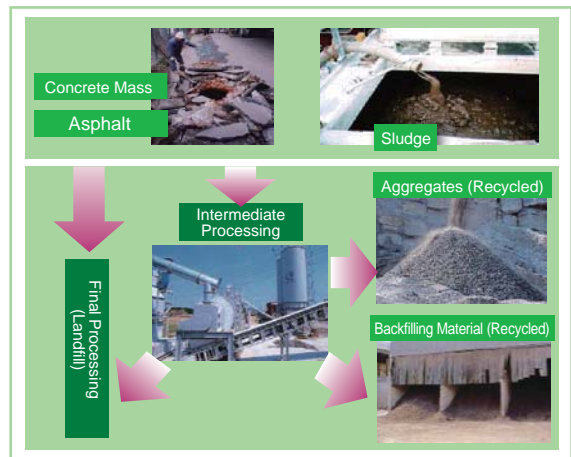 Concrete Mass
Asphalt
Sludge
Intermediate
Processing
Aggregates (Recycled)
Final Processing
(Landfill)
Backfilling Material (Recycled)